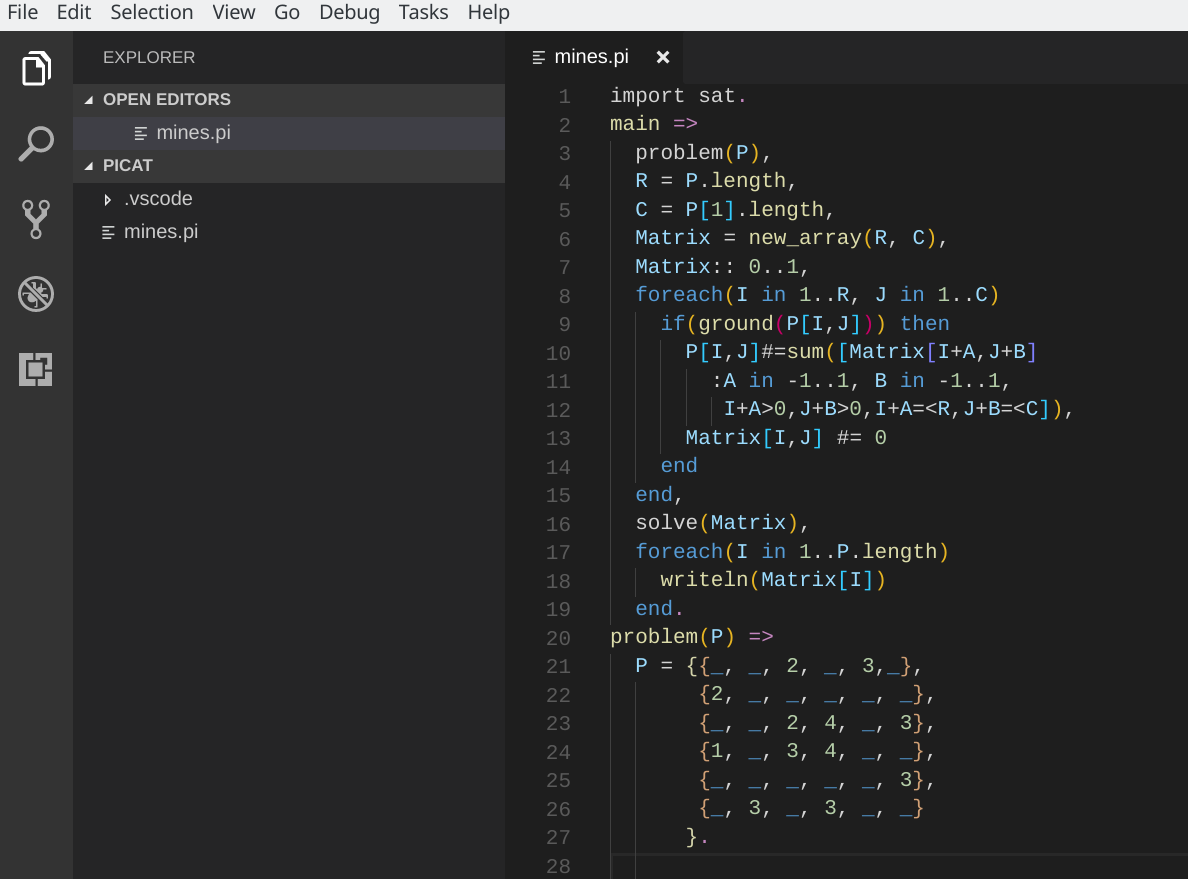 File Edit Selection View Go Debug Tasks Help
EXPLORER
OPEN EDITORS
mines.pi
PICAT
.vscode
mines.pi
mines.pi ×
1 import sat.
2 main =>
3   problem(P),
4   R = P.length,
5   C = P[1].length,
6   Matrix = new_array(R, C),
7   Matrix:: 0..1,
8   foreach(I in 1..R, J in 1..C)
9     if(ground(P[I,J])) then
10       P[I,J]#=sum([Matrix[I+A,J+B]
11         :A in -1..1, B in -1..1,
12          I+A>0,J+B>0,I+A=<R,J+B=<C]),
13       Matrix[I,J] #= 0
14     end
15   end,
16   solve(Matrix),
17   foreach(I in 1..P.length)
18     writeln(Matrix[I])
19   end.
20 problem(P) =>
21   P = {{_, _, 2, _, 3,_},
22        {2, _, _, _, _, _},
23        {_, _, 2, 4, _, 3},
24        {1, _, 3, 4, _, _},
25        {_, _, _, _, _, 3},
26        {_, 3, _, 3, _, _}
27       }.
28